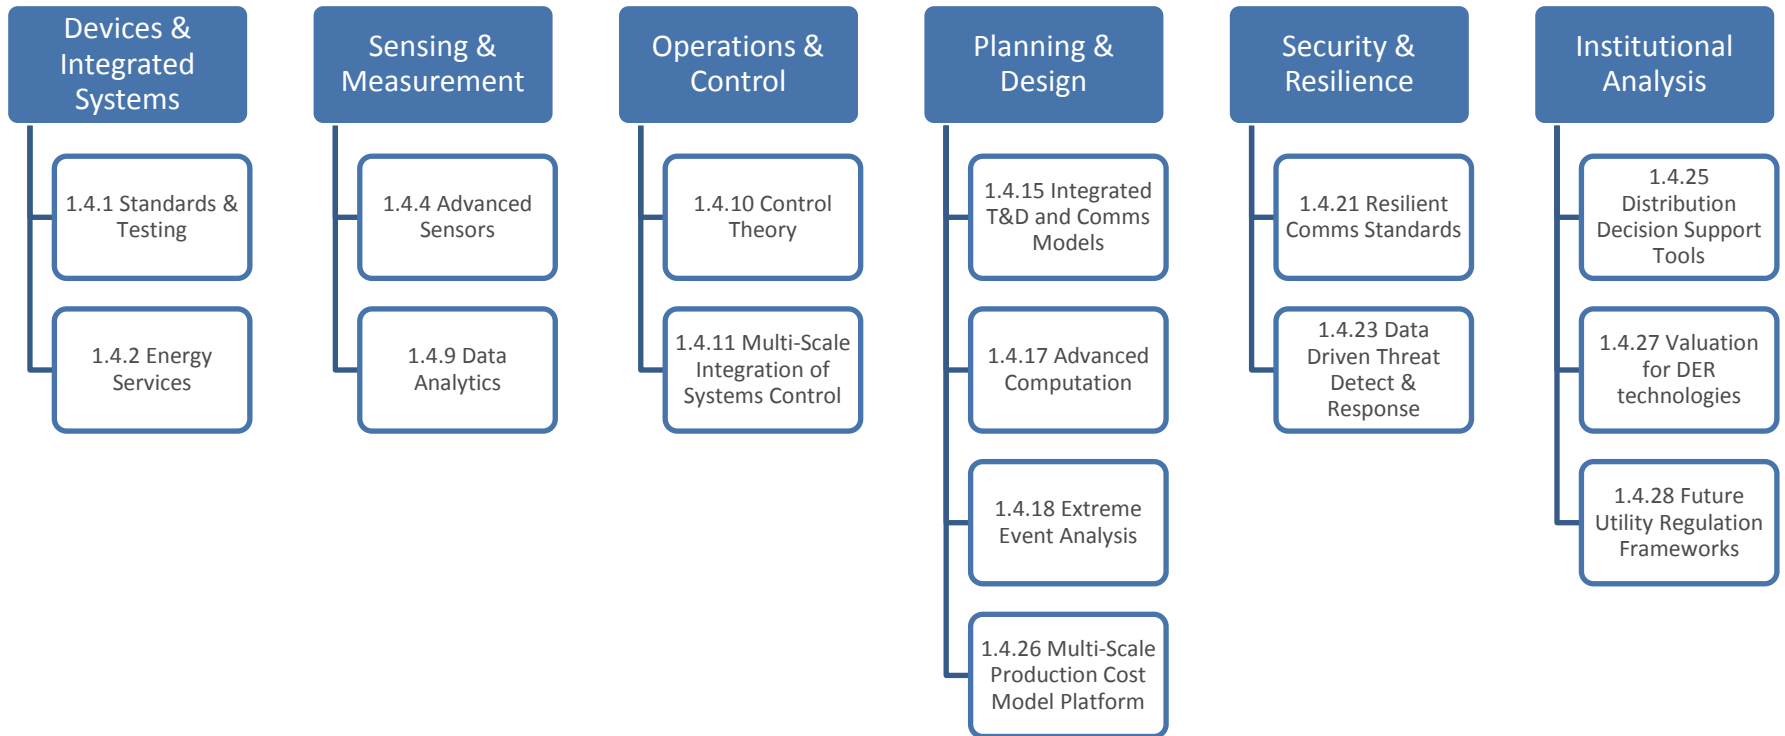 Devices &
Integrated
Systems
1.4.1 Standards &
Testing
1.4.2 Energy
Services
Sensing &
Measurement
1.4.4 Advanced
Sensors
1.4.9 Data
Analytics
Operations &
Control
1.4.10 Control
Theory
1.4.11 Multi-Scale
Integration of
Systems Control
Planning &
Design
1.4.15 Integrated
T&D and Comms
Models
1.4.17 Advanced
Computation
1.4.18 Extreme
Event Analysis
1.4.26 Multi-Scale
Production Cost
Model Platform
Security &
Resilience
1.4.21 Resilient
Comms Standards
1.4.23 Data
Driven Threat
Detect &
Response
Institutional
Analysis
1.4.25
Distribution
Decision Support
Tools
1.4.27 Valuation
for DER
technologies
1.4.28 Future
Utility Regulation
Frameworks